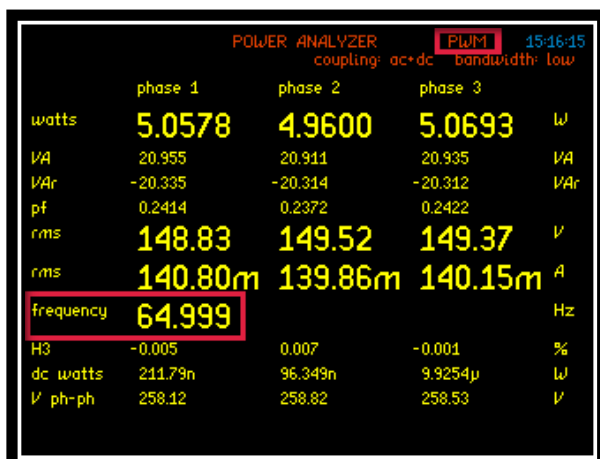 POWER ANALYZER PWM 15:16:15
coupling: ac+dc bandwidth: low
phase 1 phase 2 phase 3
watts 5.0578 4.9600 5.0693 W
VA 20.955 20.911 20.935 VA
VAr -20.335 -20.314 -20.312 VAr
pf 0.2414 0.2372 0.2422
rms 148.83 149.52 149.37 V
rms 140.80m 139.86m 140.15m A
frequency 64.999 Hz
H3 -0.005 0.007 -0.001 %
dc watts 211.79n 96.349n 9.9254µ W
V ph-ph 258.12 258.82 258.53 V